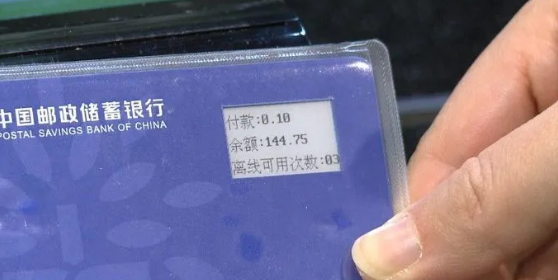 中国邮政储蓄银行
POSTAL SAVINGS BANK OF CHINA
付款:0.10
余额:144.75
离线可用次数:03